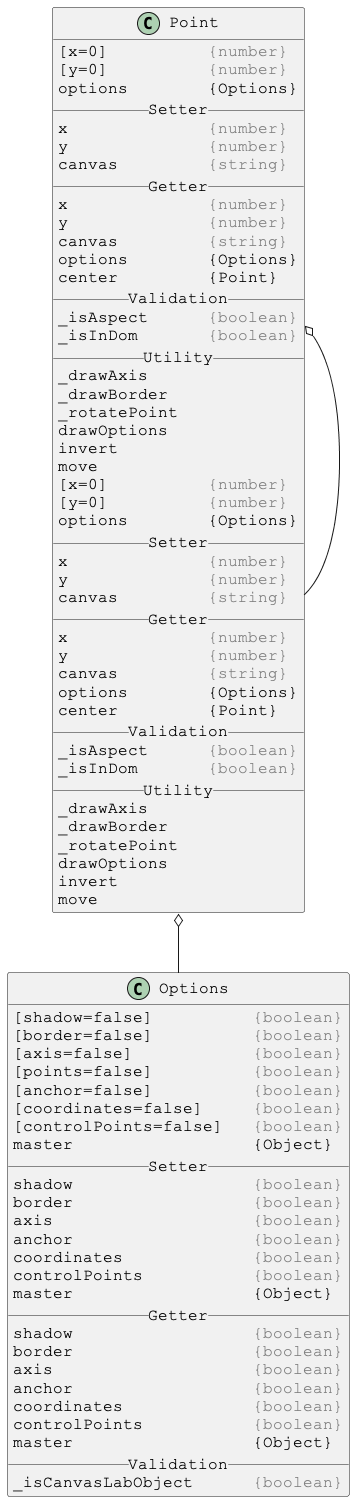 C Point
[x=0] {number}
[y=0] {number}
options {Options}
Setter
x {number}
y {number}
canvas {string}
Getter
x {number}
y {number}
canvas {string}
options {Options}
center {Point}
Validation
_isAspect {boolean}
_isInDom {boolean}
Utility
_drawAxis
_drawBorder
_rotatePoint
drawOptions
invert
move
[x=0] {number}
[y=0] {number}
options {Options}
Setter
x {number}
y {number}
canvas {string}
Getter
x {number}
y {number}
canvas {string}
options {Options}
center {Point}
Validation
_isAspect {boolean}
_isInDom {boolean}
Utility
_drawAxis
_drawBorder
_rotatePoint
drawOptions
invert
move
C Options
[shadow=false] {boolean}
[border=false] {boolean}
[axis=false] {boolean}
[points=false] {boolean}
[anchor=false] {boolean}
[coordinates=false] {boolean}
[controlPoints=false] {boolean}
master {Object}
Setter
shadow {boolean}
border {boolean}
axis {boolean}
anchor {boolean}
coordinates {boolean}
controlPoints {boolean}
master {Object}
Getter
shadow {boolean}
border {boolean}
axis {boolean}
anchor {boolean}
coordinates {boolean}
controlPoints {boolean}
master {Object}
Validation
_isCanvasLabObject {boolean}